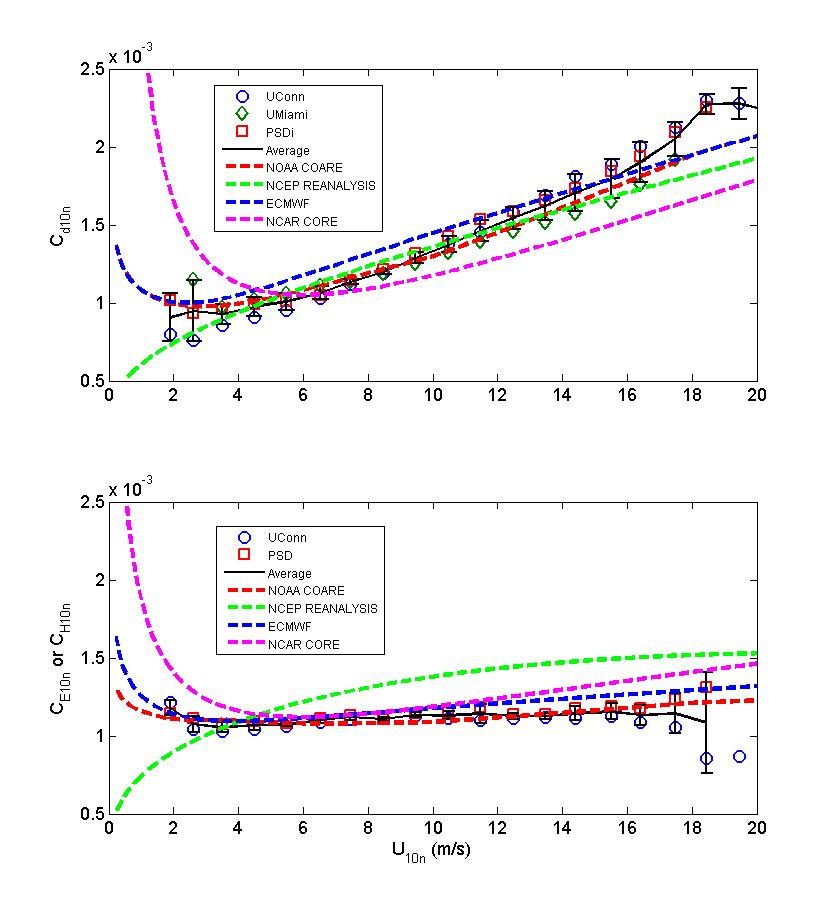 x 10⁻³
2.5
2
1.5
1
0.5
C_d10n
UConn
UMiami
PSDi
Average
NOAA COARE
NCEP REANALYSIS
ECMWF
NCAR CORE
0 2 4 6 8 10 12 14 16 18 20
x 10⁻³
2.5
2
1.5
1
0.5
C_E10n or C_H10n
UConn
PSD
Average
NOAA COARE
NCEP REANALYSIS
ECMWF
NCAR CORE
0 2 4 6 8 10 12 14 16 18 20
U_10n (m/s)